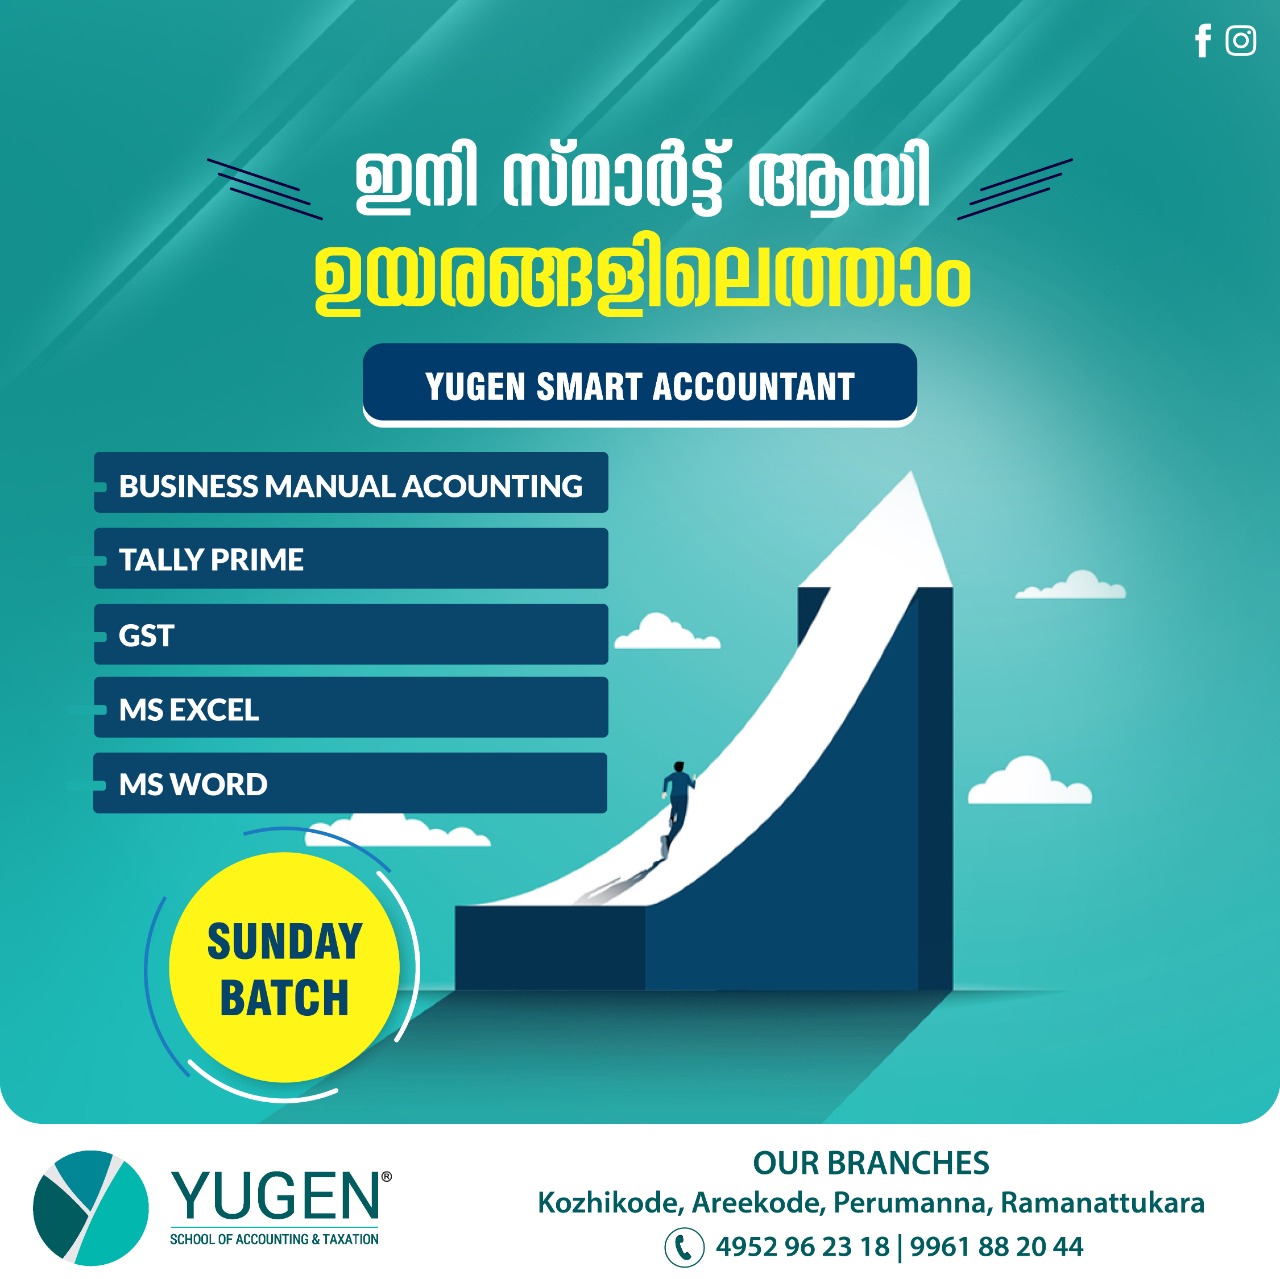 ഇനി സ്മാർട്ട് ആയി
ഉയരങ്ങളിലെത്താം
YUGEN SMART ACCOUNTANT
BUSINESS MANUAL ACOUNTING
TALLY PRIME
GST
MS EXCEL
MS WORD
SUNDAY
BATCH
YUGEN®
SCHOOL OF ACCOUNTING & TAXATION
OUR BRANCHES
Kozhikode, Areekode, Perumanna, Ramanattukara
4952 96 23 18 | 9961 88 20 44